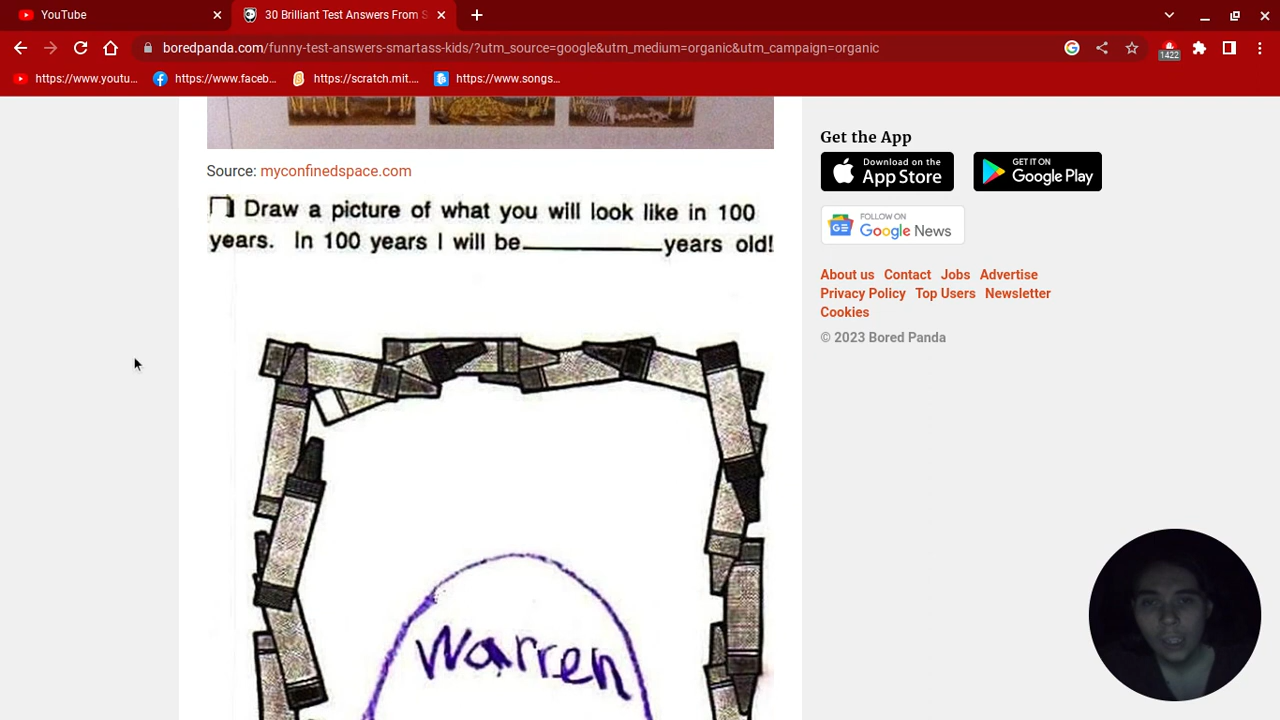 YouTube
30 Brilliant Test Answers From S
boredpanda.com/funny-test-answers-smartass-kids/?utm_source=google&utm_medium=organic&utm_campaign=organic
1422
https://www.youtu...
https://www.faceb...
https://scratch.mit....
https://www.songs...
Source: myconfinedspace.com
Draw a picture of what you will look like in 100
years. In 100 years I will be____________years old!
Warren
Get the App
Download on the
App Store
GET IT ON
Google Play
FOLLOW ON
Google News
About us Contact Jobs Advertise
Privacy Policy Top Users Newsletter
Cookies
© 2023 Bored Panda